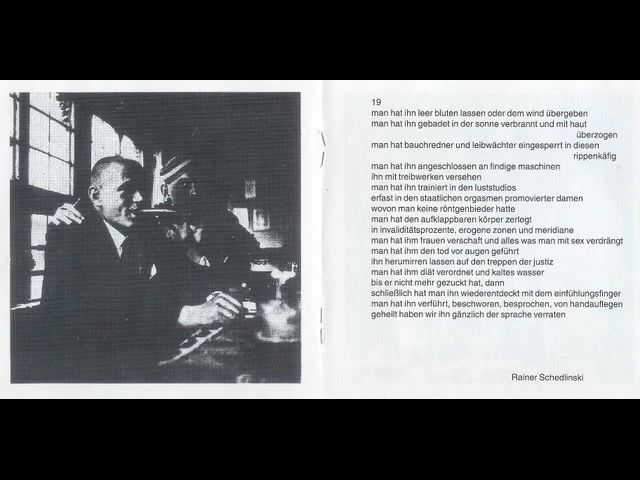 19
man hat ihn leer bluten lassen oder dem wind übergeben
man hat ihn gebadet in der sonne verbrannt und mit haut
überzogen
man hat bauchredner und leibwächter eingesperrt in diesen
rippenkäfig
man hat ihn angeschlossen an findige maschinen
ihn mit treibwerken versehen
man hat ihn trainiert in den luststudios
erfast in den staatlichen orgasmen promovierter damen
wovon man keine röntgenbieder hatte
man hat den aufklappbaren körper zerlegt
in invaliditätsprozente, erogene zonen und meridiane
man hat ihm frauen verschaft und alles was man mit sex verdrängt
man hat ihm den tod vor augen geführt
ihn herumirren lassen auf den treppen der justiz
man hat ihm diät verordnet und kaltes wasser
bis er nicht mehr gezuckt hat, dann
schließlich hat man ihn wiederentdeckt mit dem einfühlungsfinger
man hat ihn verführt, beschworen, besprochen, von handauflegen
geheilt haben wir ihn gänzlich der sprache verraten
Rainer Schedlinski